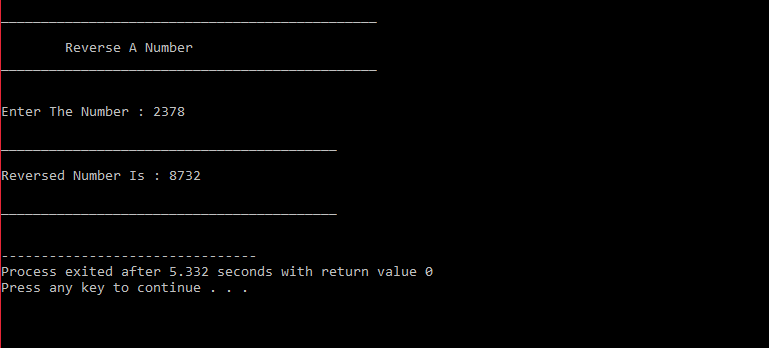 _______________________________________________
Reverse A Number
_______________________________________________
Enter The Number : 2378
__________________________________________
Reversed Number Is : 8732
__________________________________________
--------------------------------
Process exited after 5.332 seconds with return value 0
Press any key to continue . . .